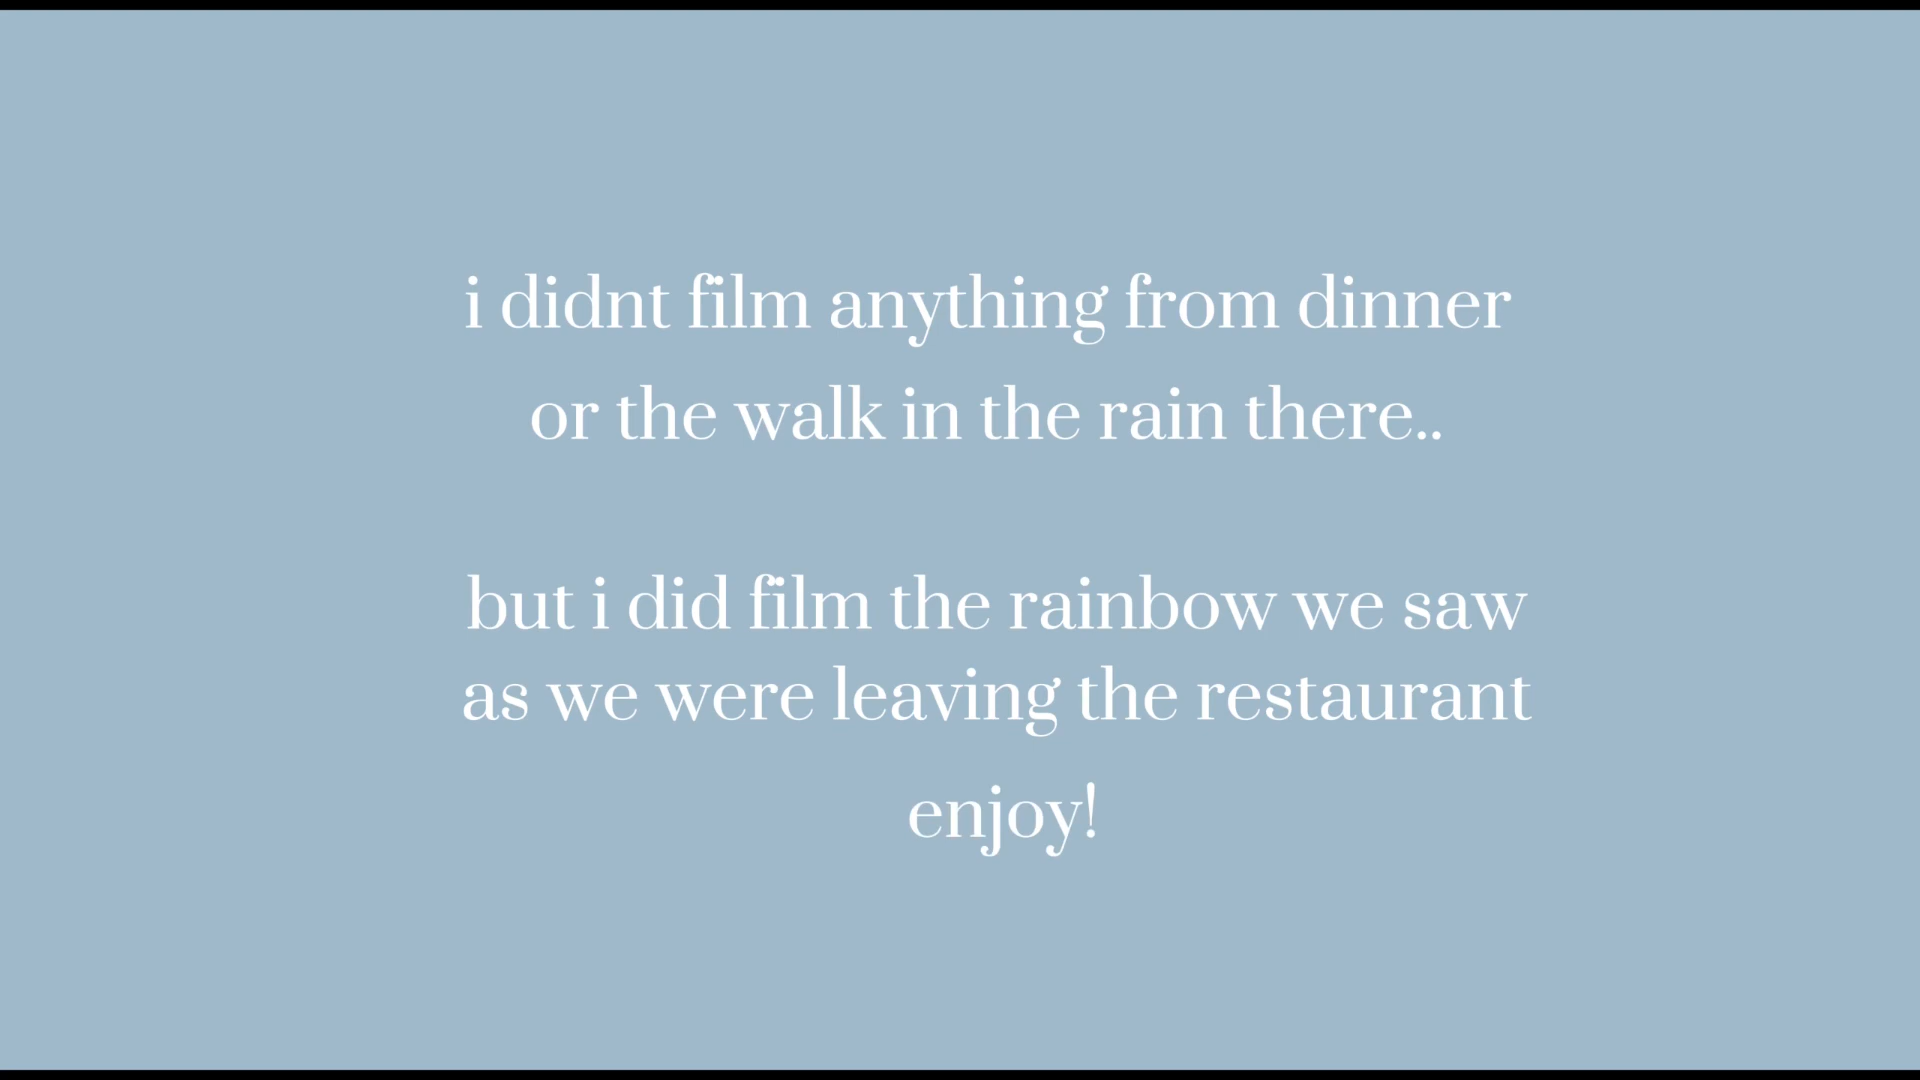 i didnt film anything from dinner
or the walk in the rain there..
but i did film the rainbow we saw
as we were leaving the restaurant
enjoy!